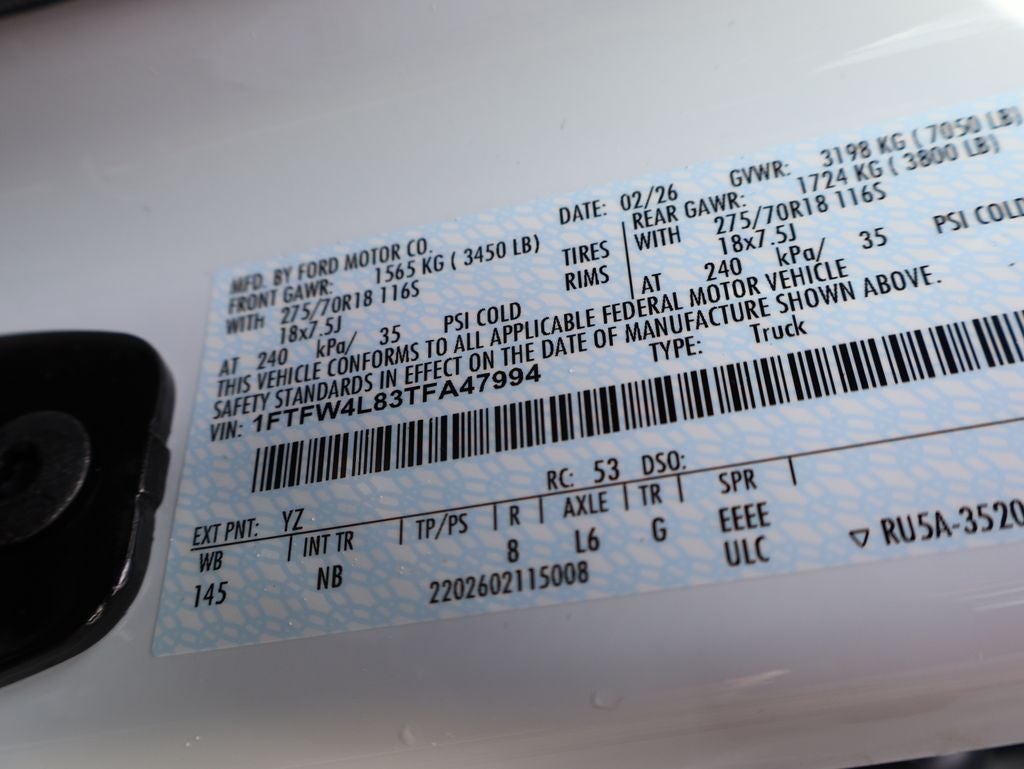 MFD. BY FORD MOTOR CO. DATE: 02/26 GVWR: 3198 KG ( 7050 LB)
FRONT GAWR: 1565 KG ( 3450 LB) REAR GAWR: 1724 KG ( 3800 LB)
WITH 275/70R18 116S TIRES WITH 275/70R18 116S
18x7.5J RIMS 18x7.5J
AT 240 kPa/ 35 PSI COLD AT 240 kPa/ 35 PSI COLD
THIS VEHICLE CONFORMS TO ALL APPLICABLE FEDERAL MOTOR VEHICLE
SAFETY STANDARDS IN EFFECT ON THE DATE OF MANUFACTURE SHOWN ABOVE.
VIN: 1FTFW4L83TFA47994 TYPE: Truck
EXT PNT: YZ RC: 53 DSO:
WB INT TR TP/PS R AXLE TR SPR
145 NB 8 L6 G EEEE
2202602115008 ULC ▽ RU5A-3520